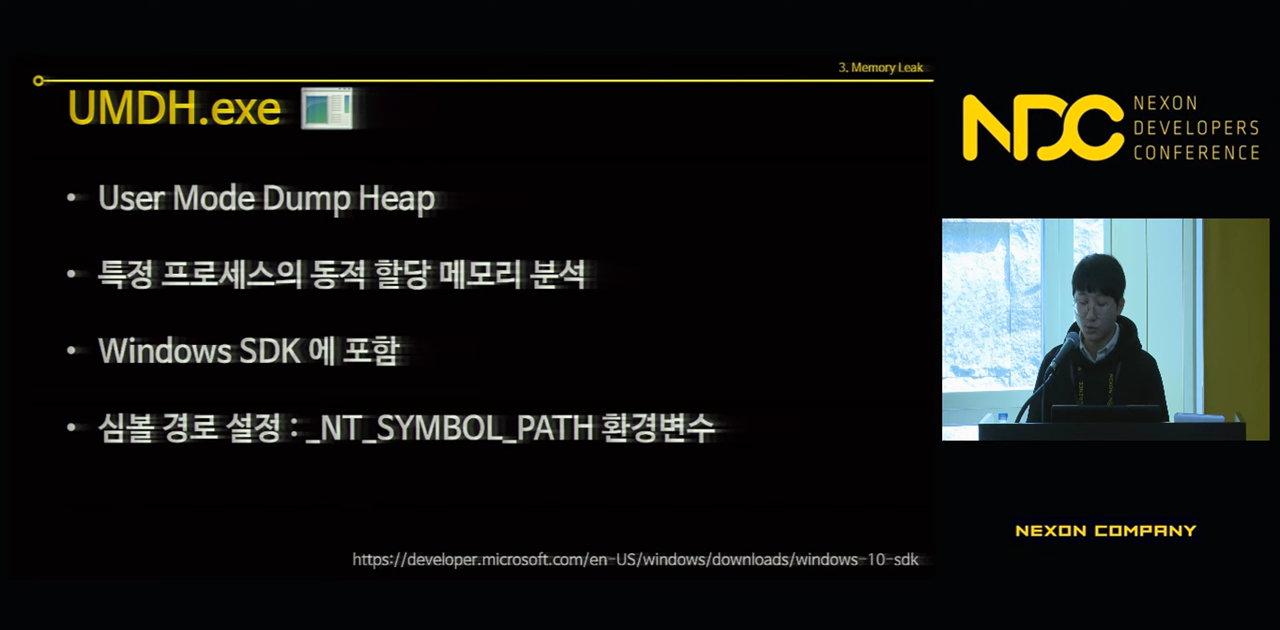 3. Memory Leak
UMDH.exe
• User Mode Dump Heap
• 특정 프로세스의 동적 할당 메모리 분석
• Windows SDK 에 포함
• 심볼 경로 설정 : _NT_SYMBOL_PATH 환경변수
https://developer.microsoft.com/en-US/windows/downloads/windows-10-sdk
NDC
NEXON
DEVELOPERS
CONFERENCE
NEXON COMPANY